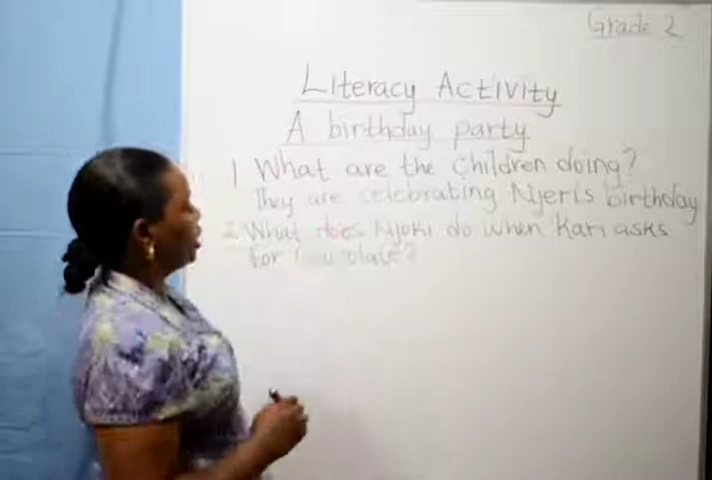 Grade 2
Literacy Activity
A birthday party
1 What are the children doing?
They are celebrating Njeri's birthday
2 What does Njoki do when Kari asks
for